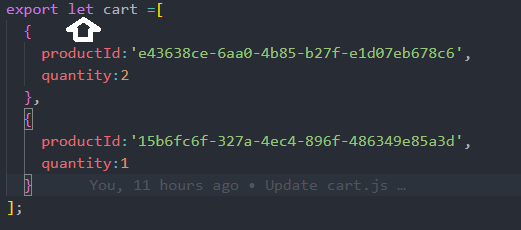 export let cart =[
{
productId:'e43638ce-6aa0-4b85-b27f-e1d07eb678c6',
quantity:2
},
{
productId:'15b6fc6f-327a-4ec4-896f-486349e85a3d',
quantity:1
} You, 11 hours ago • Update cart.js …
];